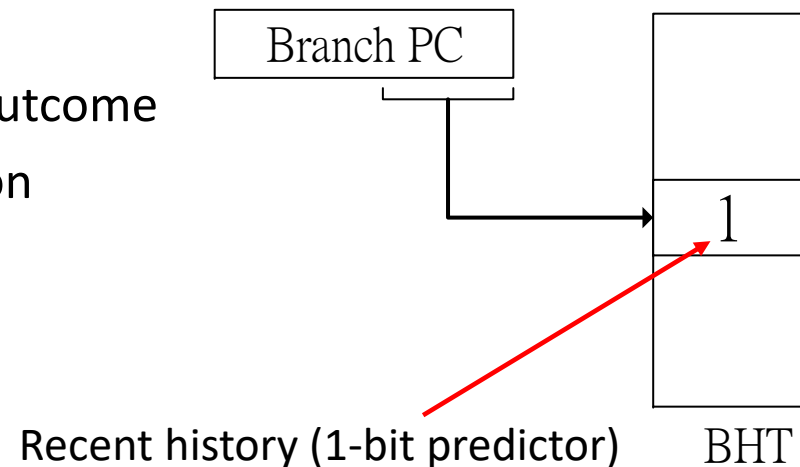 Branch PC
utcome
on
1
Recent history (1-bit predictor)
BHT